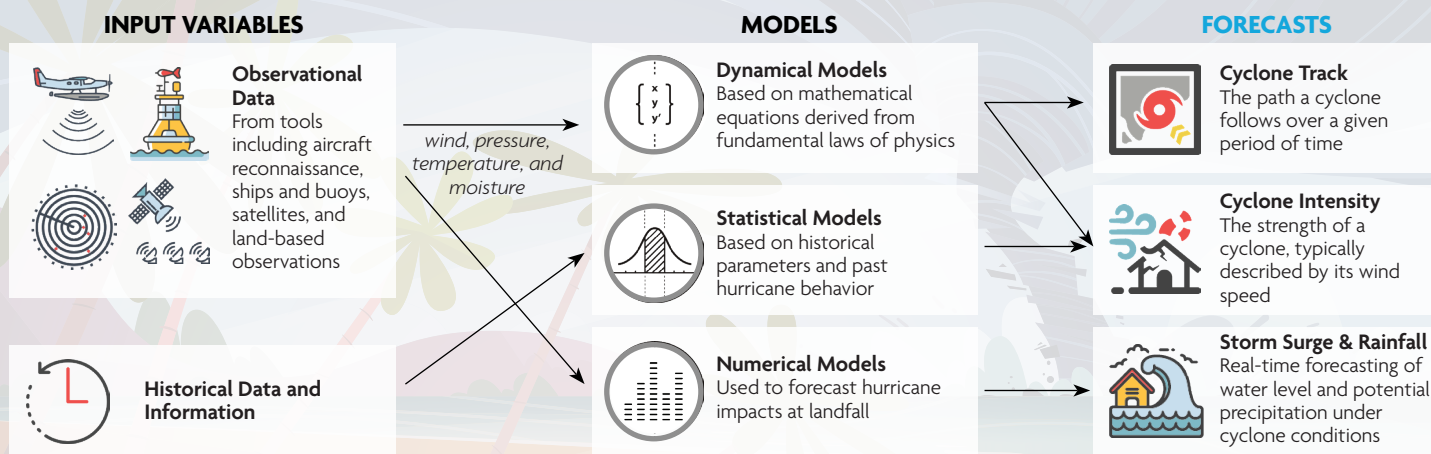 INPUT VARIABLES
Observational
Data
From tools
including aircraft
reconnaissance,
ships and buoys,
satellites, and
land-based
observations
Historical Data and
Information
wind, pressure,
temperature, and
moisture
MODELS
x
y
y'
Dynamical Models
Based on mathematical
equations derived from
fundamental laws of physics
Statistical Models
Based on historical
parameters and past
hurricane behavior
Numerical Models
Used to forecast hurricane
impacts at landfall
FORECASTS
Cyclone Track
The path a cyclone
follows over a given
period of time
Cyclone Intensity
The strength of a
cyclone, typically
described by its wind
speed
Storm Surge & Rainfall
Real-time forecasting of
water level and potential
precipitation under
cyclone conditions